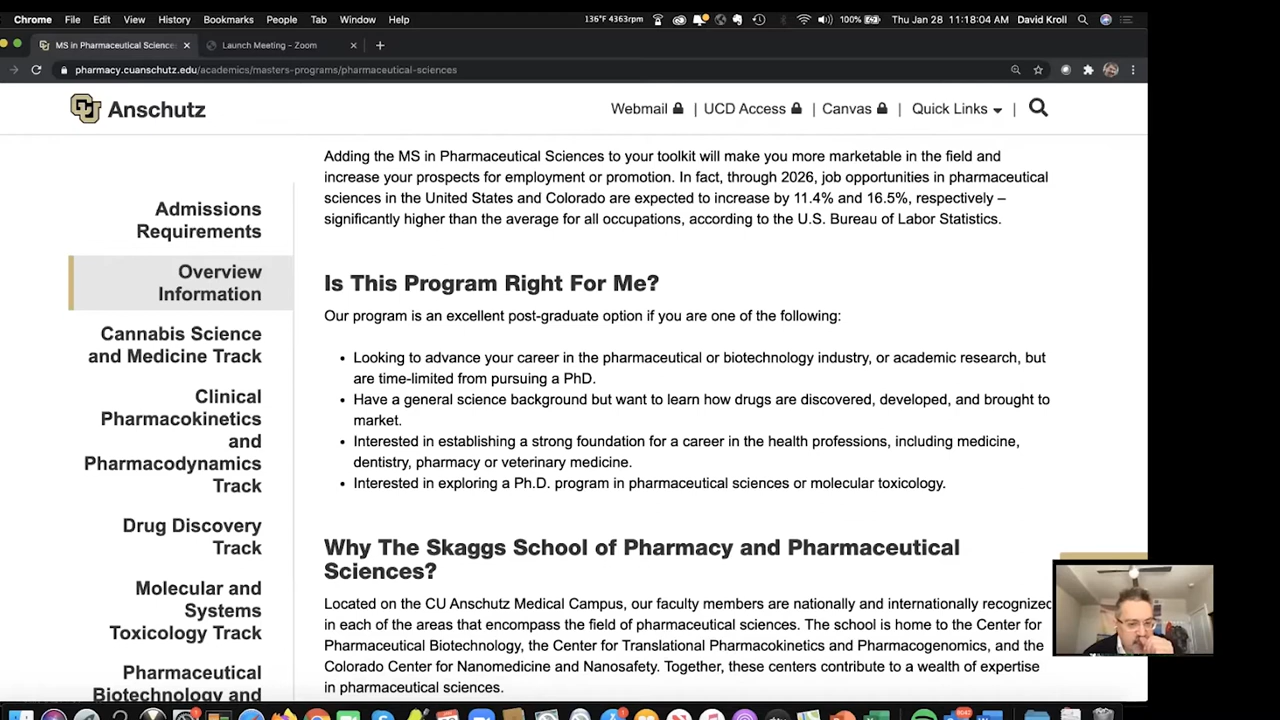 Chrome File Edit View History Bookmarks People Tab Window Help 136°F 4363rpm 100% Thu Jan 28 11:18:04 AM David Kroll
MS in Pharmaceutical Science Launch Meeting - Zoom
pharmacy.cuanschutz.edu/academics/masters-programs/pharmaceutical-sciences
Anschutz Webmail | UCD Access | Canvas | Quick Links |
Adding the MS in Pharmaceutical Sciences to your toolkit will make you more marketable in the field and
increase your prospects for employment or promotion. In fact, through 2026, job opportunities in pharmaceutical
sciences in the United States and Colorado are expected to increase by 11.4% and 16.5%, respectively –
significantly higher than the average for all occupations, according to the U.S. Bureau of Labor Statistics.
Admissions
Requirements
Overview
Information
Cannabis Science
and Medicine Track
Clinical
Pharmacokinetics
and
Pharmacodynamics
Track
Drug Discovery
Track
Molecular and
Systems
Toxicology Track
Pharmaceutical
Biotechnology and
Is This Program Right For Me?
Our program is an excellent post-graduate option if you are one of the following:
• Looking to advance your career in the pharmaceutical or biotechnology industry, or academic research, but
are time-limited from pursuing a PhD.
• Have a general science background but want to learn how drugs are discovered, developed, and brought to
market.
• Interested in establishing a strong foundation for a career in the health professions, including medicine,
dentistry, pharmacy or veterinary medicine.
• Interested in exploring a Ph.D. program in pharmaceutical sciences or molecular toxicology.
Why The Skaggs School of Pharmacy and Pharmaceutical
Sciences?
Located on the CU Anschutz Medical Campus, our faculty members are nationally and internationally recognized
in each of the areas that encompass the field of pharmaceutical sciences. The school is home to the Center for
Pharmaceutical Biotechnology, the Center for Translational Pharmacokinetics and Pharmacogenomics, and the
Colorado Center for Nanomedicine and Nanosafety. Together, these centers contribute to a wealth of expertise
in pharmaceutical sciences.